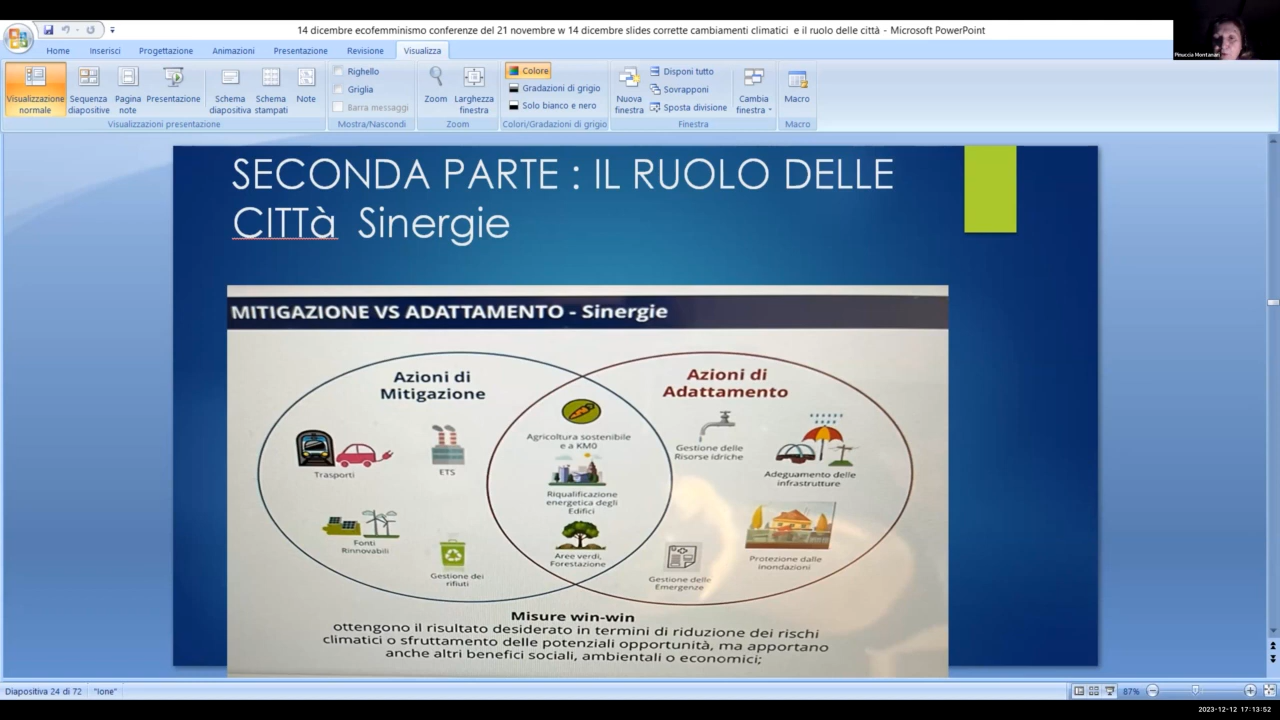 14 dicembre ecofemminismo conferenze del 21 novembre w 14 dicembre slides corrette cambiamenti climatici e il ruolo delle città - Microsoft PowerPoint
Pinuccia Montanari
Home Inserisci Progettazione Animazioni Presentazione Revisione Visualizza
Visualizzazione normale
Sequenza diapositive
Pagina note
Presentazione
Schema diapositiva
Schema stampati
Note
Righello
Griglia
Barra messaggi
Zoom
Larghezza finestra
Colore
Gradazioni di grigio
Solo bianco e nero
Nuova finestra
Disponi tutto
Sovrapponi
Sposta divisione
Cambia finestra
Macro
Visualizzazioni presentazione
Mostra/Nascondi
Zoom
Colori/Gradazioni di grigio
Finestra
Macro
SECONDA PARTE : IL RUOLO DELLE
CITTà Sinergie
MITIGAZIONE VS ADATTAMENTO - Sinergie
Azioni di
Mitigazione
Trasporti
ETS
Fonti
Rinnovabili
Gestione dei
rifiuti
Agricoltura sostenibile
e a KM0
Riqualificazione
energetica degli
Edifici
Aree verdi,
Forestazione
Azioni di
Adattamento
Gestione delle
Risorse Idriche
Adeguamento delle
infrastrutture
Gestione delle
Emergenze
Protezione dalle
inondazioni
Misure win-win
ottengono il risultato desiderato in termini di riduzione dei rischi
climatici o sfruttamento delle potenziali opportunità, ma apportano
anche altri benefici sociali, ambientali o economici;
Diapositiva 24 di 72 "Ione" 87%
2023-12-12 17:13:52